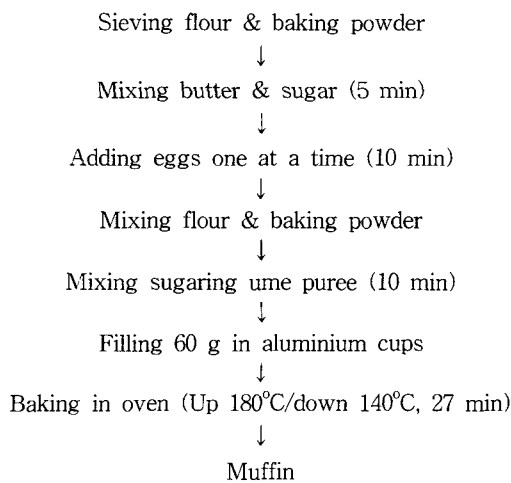 Sieving flour & baking powder
↓
Mixing butter & sugar (5 min)
↓
Adding eggs one at a time (10 min)
↓
Mixing flour & baking powder
↓
Mixing sugaring ume puree (10 min)
↓
Filling 60 g in aluminium cups
↓
Baking in oven (Up 180°C/down 140°C, 27 min)
↓
Muffin